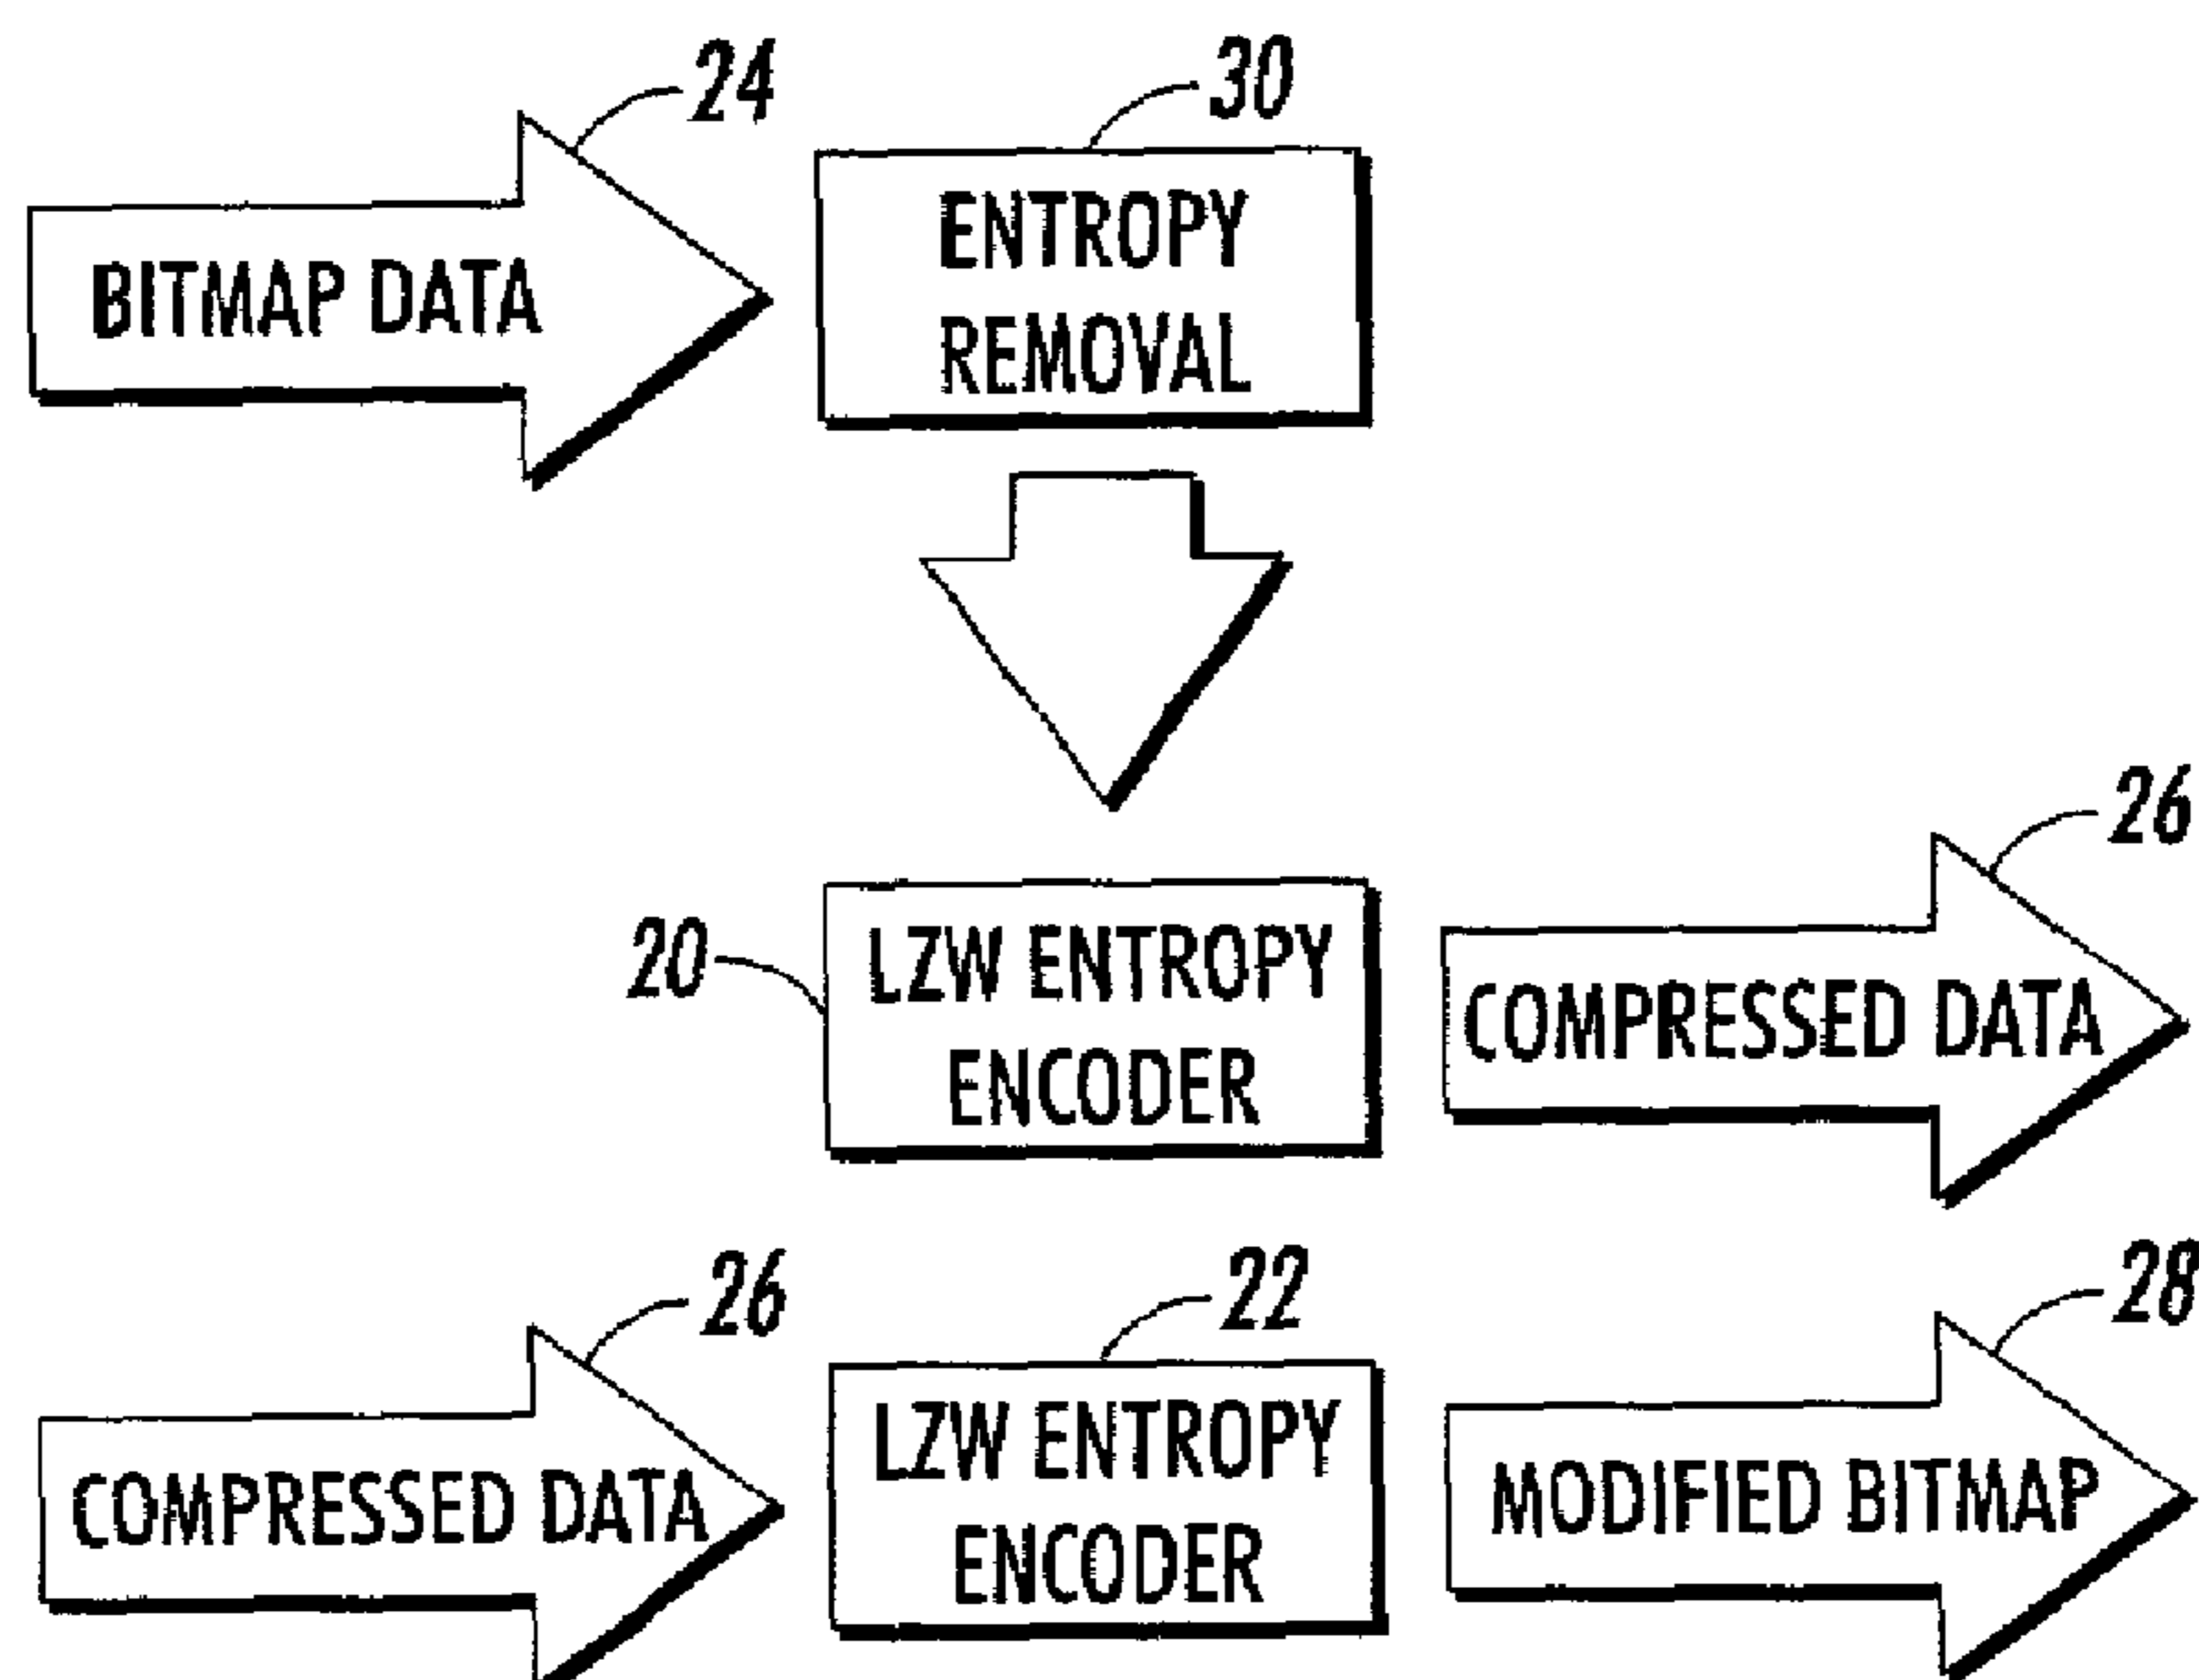 24
30
BITMAP DATA
ENTROPY
REMOVAL
26
20
LZW ENTROPY
ENCODER
COMPRESSED DATA
26
22
28
COMPRESSED DATA
LZW ENTROPY
ENCODER
MODIFIED BITMAP